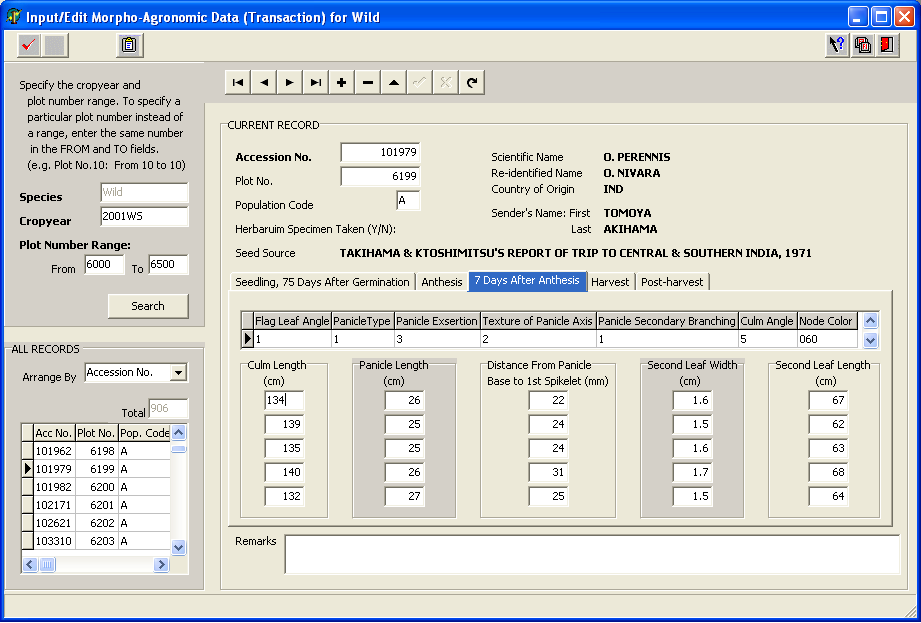 Input/Edit Morpho-Agronomic Data (Transaction) for Wild
Specify the cropyear and
plot number range. To specify a
particular plot number instead of
a range, enter the same number
in the FROM and TO fields.
(e.g. Plot No.10: From 10 to 10)
Species Wild
Cropyear 2001WS
Plot Number Range:
From 6000 To 6500
Search
ALL RECORDS
Arrange By Accession No.
Total 906
Acc No. Plot No. Pop. Code
101962 6198 A
101979 6199 A
101982 6200 A
102171 6201 A
102621 6202 A
103310 6203 A
CURRENT RECORD
Accession No. 101979
Plot No. 6199
Population Code A
Herbarium Specimen Taken (Y/N):
Scientific Name O. PERENNIS
Re-identified Name O. NIVARA
Country of Origin IND
Sender's Name: First TOMOYA
Last AKIHAMA
Seed Source TAKIHAMA & KTOSHIMITSU'S REPORT OF TRIP TO CENTRAL & SOUTHERN INDIA, 1971
Seedling, 75 Days After Germination Anthesis 7 Days After Anthesis Harvest Post-harvest
Flag Leaf Angle PanicleType Panicle Exsertion Texture of Panicle Axis Panicle Secondary Branching Culm Angle Node Color
1 1 3 2 1 5 060
Culm Length Panicle Length Distance From Panicle Second Leaf Width Second Leaf Length
(cm) (cm) Base to 1st Spikelet (mm) (cm) (cm)
134 26 22 1.6 67
139 25 24 1.5 62
135 25 24 1.6 63
140 26 31 1.7 68
132 27 25 1.5 64
Remarks